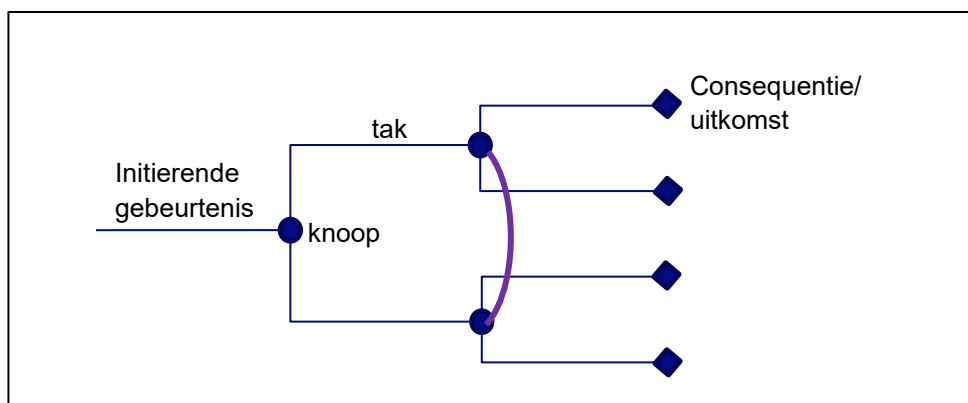 Consequentie/
uitkomst
tak
Initierende
gebeurtenis
knoop